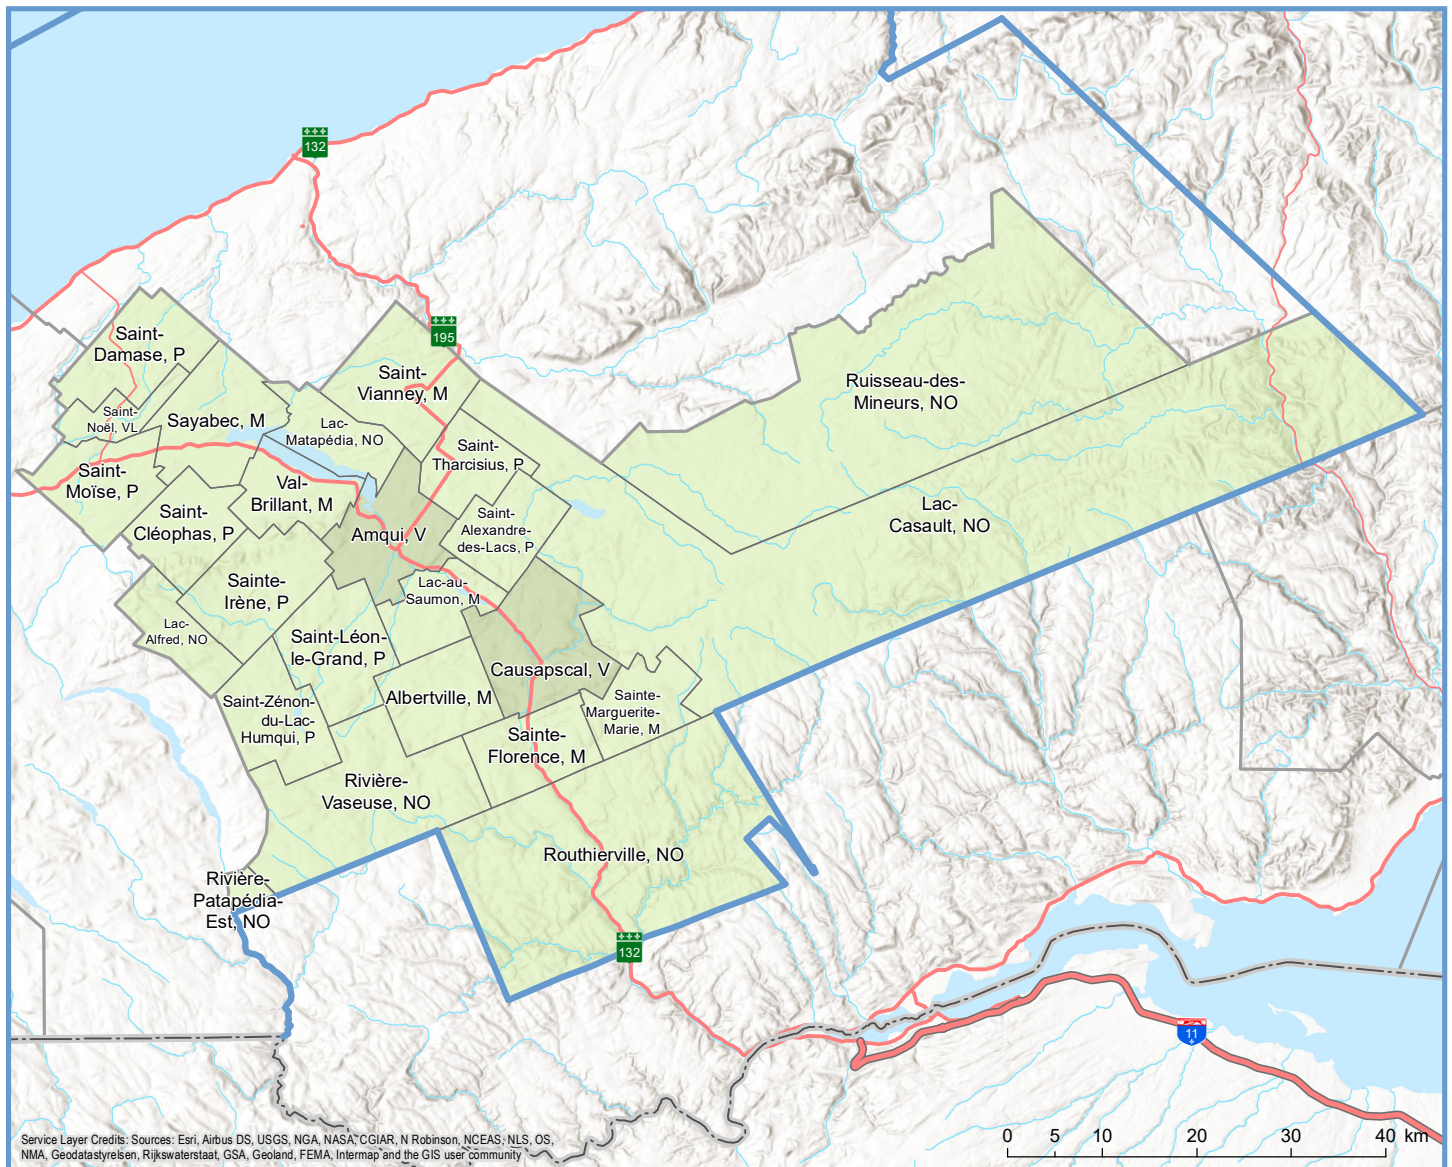 132
195
Saint-
Damase, P
Saint-
Vianney, M
Ruisseau-des-
Mineurs, NO
Saint-
Noël, VL
Sayabec, M
Lac-
Matapédia, NO
Saint-
Tharcisius, P
Saint-
Moïse, P
Val-
Brillant, M
Saint-
Cléophas, P
Amqui, V
Saint-
Alexandre-
des-Lacs, P
Lac-
Casault, NO
Sainte-
Irène, P
Lac-au-
Saumon, M
Lac-
Alfred, NO
Saint-Léon-
le-Grand, P
Causapscal, V
Albertville, M
Sainte-
Marguerite-
Marie, M
Saint-Zénon-
du-Lac-
Humqui, P
Sainte-
Florence, M
Rivière-
Vaseuse, NO
Routhierville, NO
Rivière-
Patapédia-
Est, NO
132
11
Service Layer Credits: Sources: Esri, Airbus DS, USGS, NGA, NASA, CGIAR, N Robinson, NCEAS, NLS, OS,
NMA, Geodatastyrelsen, Rijkswaterstaat, GSA, Geoland, FEMA, Intermap and the GIS user community
0 5 10 20 30 40 km